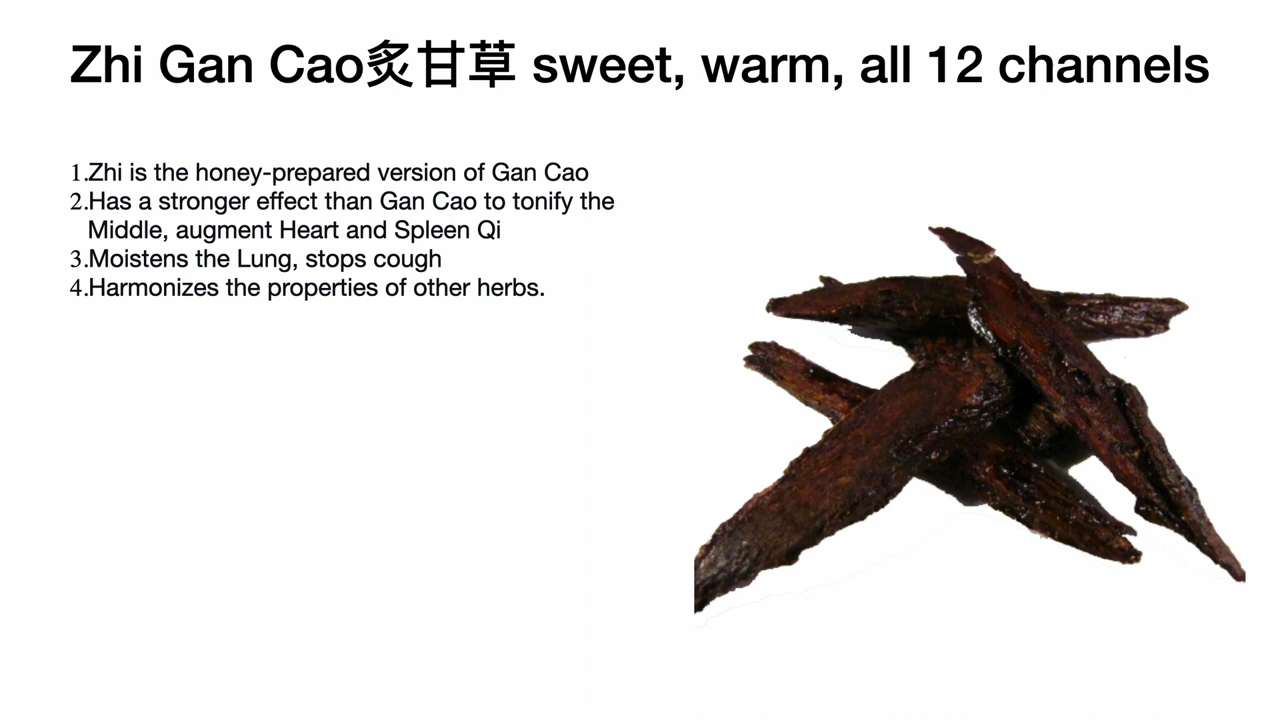 Zhi Gan Cao炙甘草 sweet, warm, all 12 channels
1.Zhi is the honey-prepared version of Gan Cao
2.Has a stronger effect than Gan Cao to tonify the
Middle, augment Heart and Spleen Qi
3.Moistens the Lung, stops cough
4.Harmonizes the properties of other herbs.